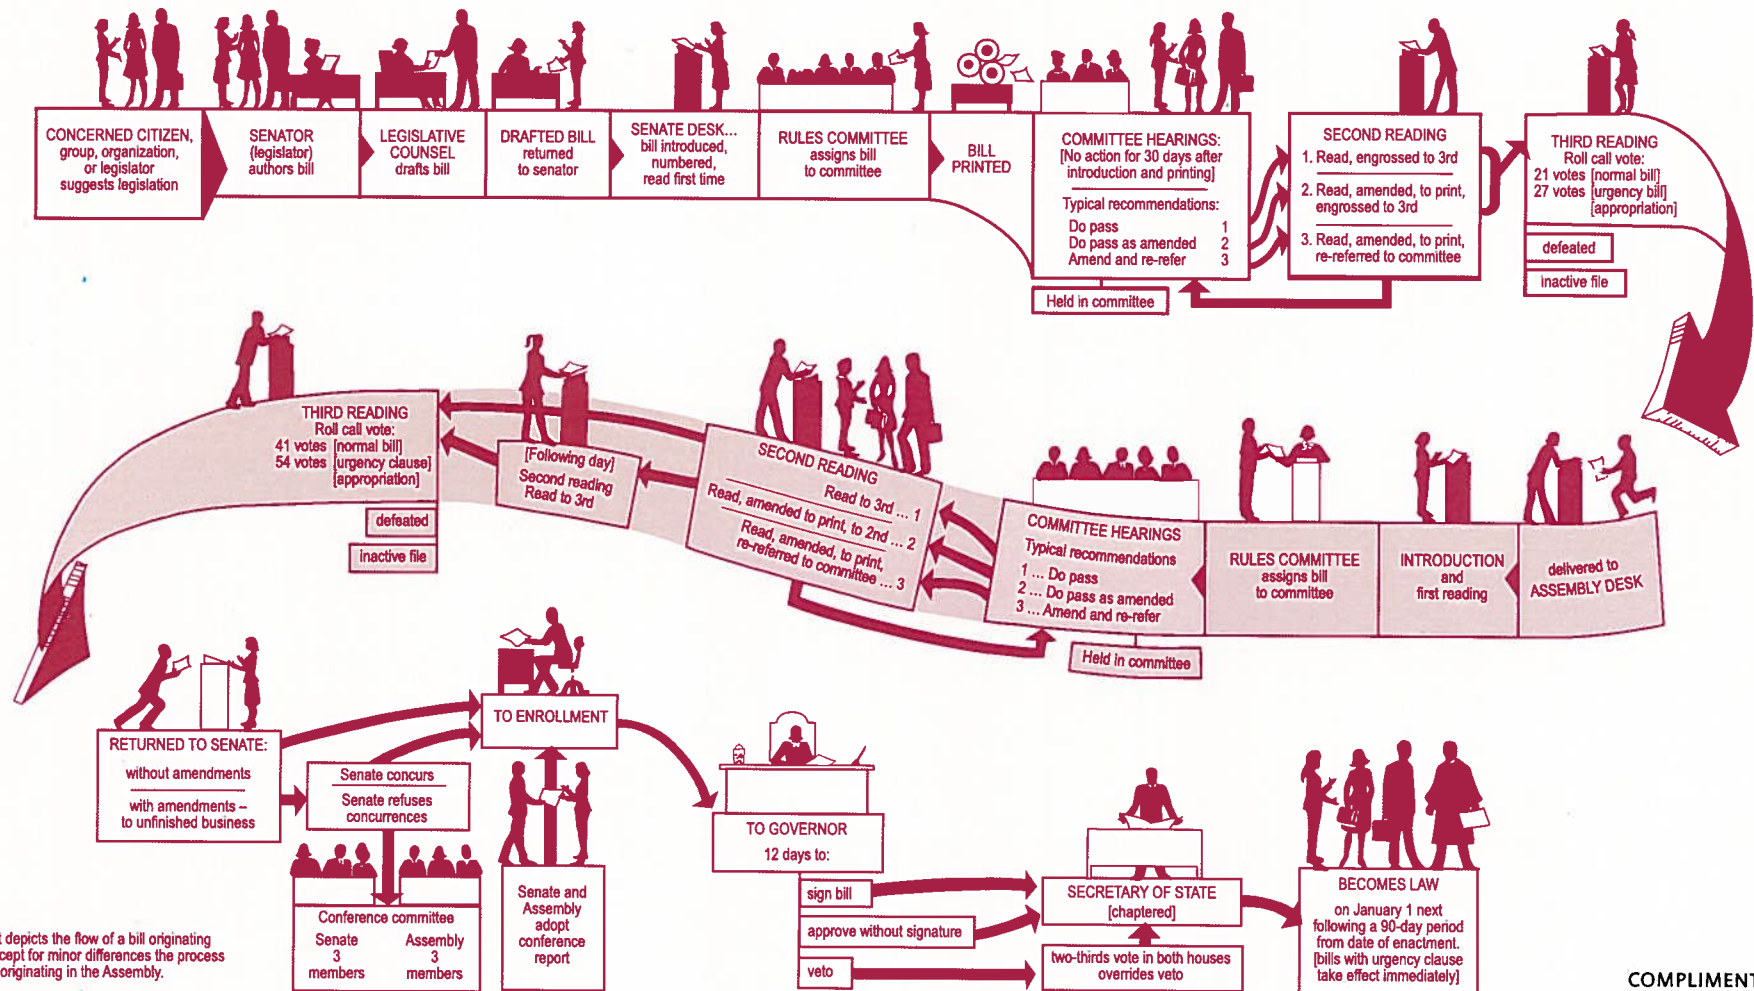 CONCERNED CITIZEN,
group, organization,
or legislator
suggests legislation
SENATOR
(legislator)
authors bill
LEGISLATIVE
COUNSEL
drafts bill
DRAFTED BILL
returned
to senator
SENATE DESK...
bill introduced,
numbered,
read first time
RULES COMMITTEE
assigns bill
to committee
BILL
PRINTED
COMMITTEE HEARINGS:
[No action for 30 days after
introduction and printing]
Typical recommendations:
Do pass 1
Do pass as amended 2
Amend and re-refer 3
Held in committee
SECOND READING
1. Read, engrossed to 3rd
2. Read, amended, to print,
engrossed to 3rd
3. Read, amended, to print,
re-referred to committee
THIRD READING
Roll call vote:
21 votes [normal bill]
27 votes [urgency bill]
[appropriation]
defeated
inactive file
delivered to
ASSEMBLY DESK
INTRODUCTION
and
first reading
RULES COMMITTEE
assigns bill
to committee
COMMITTEE HEARINGS
Typical recommendations
1 ... Do pass
2 ... Do pass as amended
3 ... Amend and re-refer
Held in committee
SECOND READING
Read to 3rd ... 1
Read, amended to print, to 2nd ... 2
Read, amended, to print,
re-referred to committee ... 3
[Following day]
Second reading
Read to 3rd
THIRD READING
Roll call vote:
41 votes [normal bill]
54 votes [urgency clause]
[appropriation]
defeated
inactive file
RETURNED TO SENATE:
without amendments
with amendments –
to unfinished business
Senate concurs
Senate refuses
concurrences
Conference committee
Senate Assembly
3 3
members members
Senate and
Assembly
adopt
conference
report
TO ENROLLMENT
TO GOVERNOR
12 days to:
sign bill
approve without signature
veto
SECRETARY OF STATE
[chaptered]
two-thirds vote in both houses
overrides veto
BECOMES LAW
on January 1 next
following a 90-day period
from date of enactment.
[bills with urgency clause
take effect immediately]
depicts the flow of a bill originating
for minor differences the process
originating in the Assembly.
COMPLIMENT